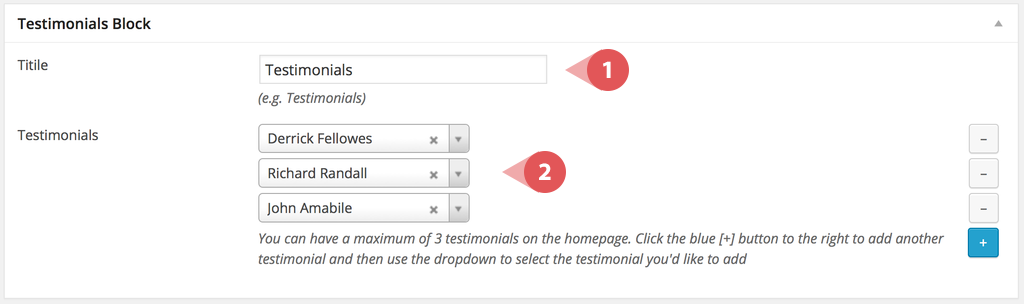 Testimonials Block
Titile
Testimonials
1
(e.g. Testimonials)
Testimonials
Derrick Fellowes
Richard Randall
2
John Amabile
You can have a maximum of 3 testimonials on the homepage. Click the blue [+] button to the right to add another
testimonial and then use the dropdown to select the testimonial you'd like to add